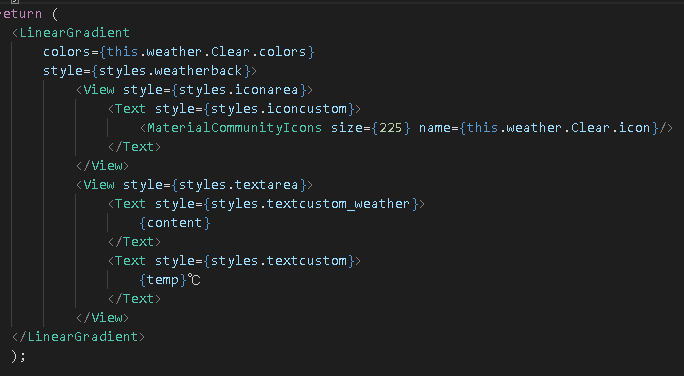 return (
<LinearGradient
colors={this.weather.Clear.colors}
style={styles.weatherback}>
<View style={styles.iconarea}>
<Text style={styles.iconcustom}>
<MaterialCommunityIcons size={225} name={this.weather.Clear.icon}/>
</Text>
</View>
<View style={styles.textarea}>
<Text style={styles.textcustom_weather}>
{content}
</Text>
<Text style={styles.textcustom}>
{temp}℃
</Text>
</View>
</LinearGradient>
);